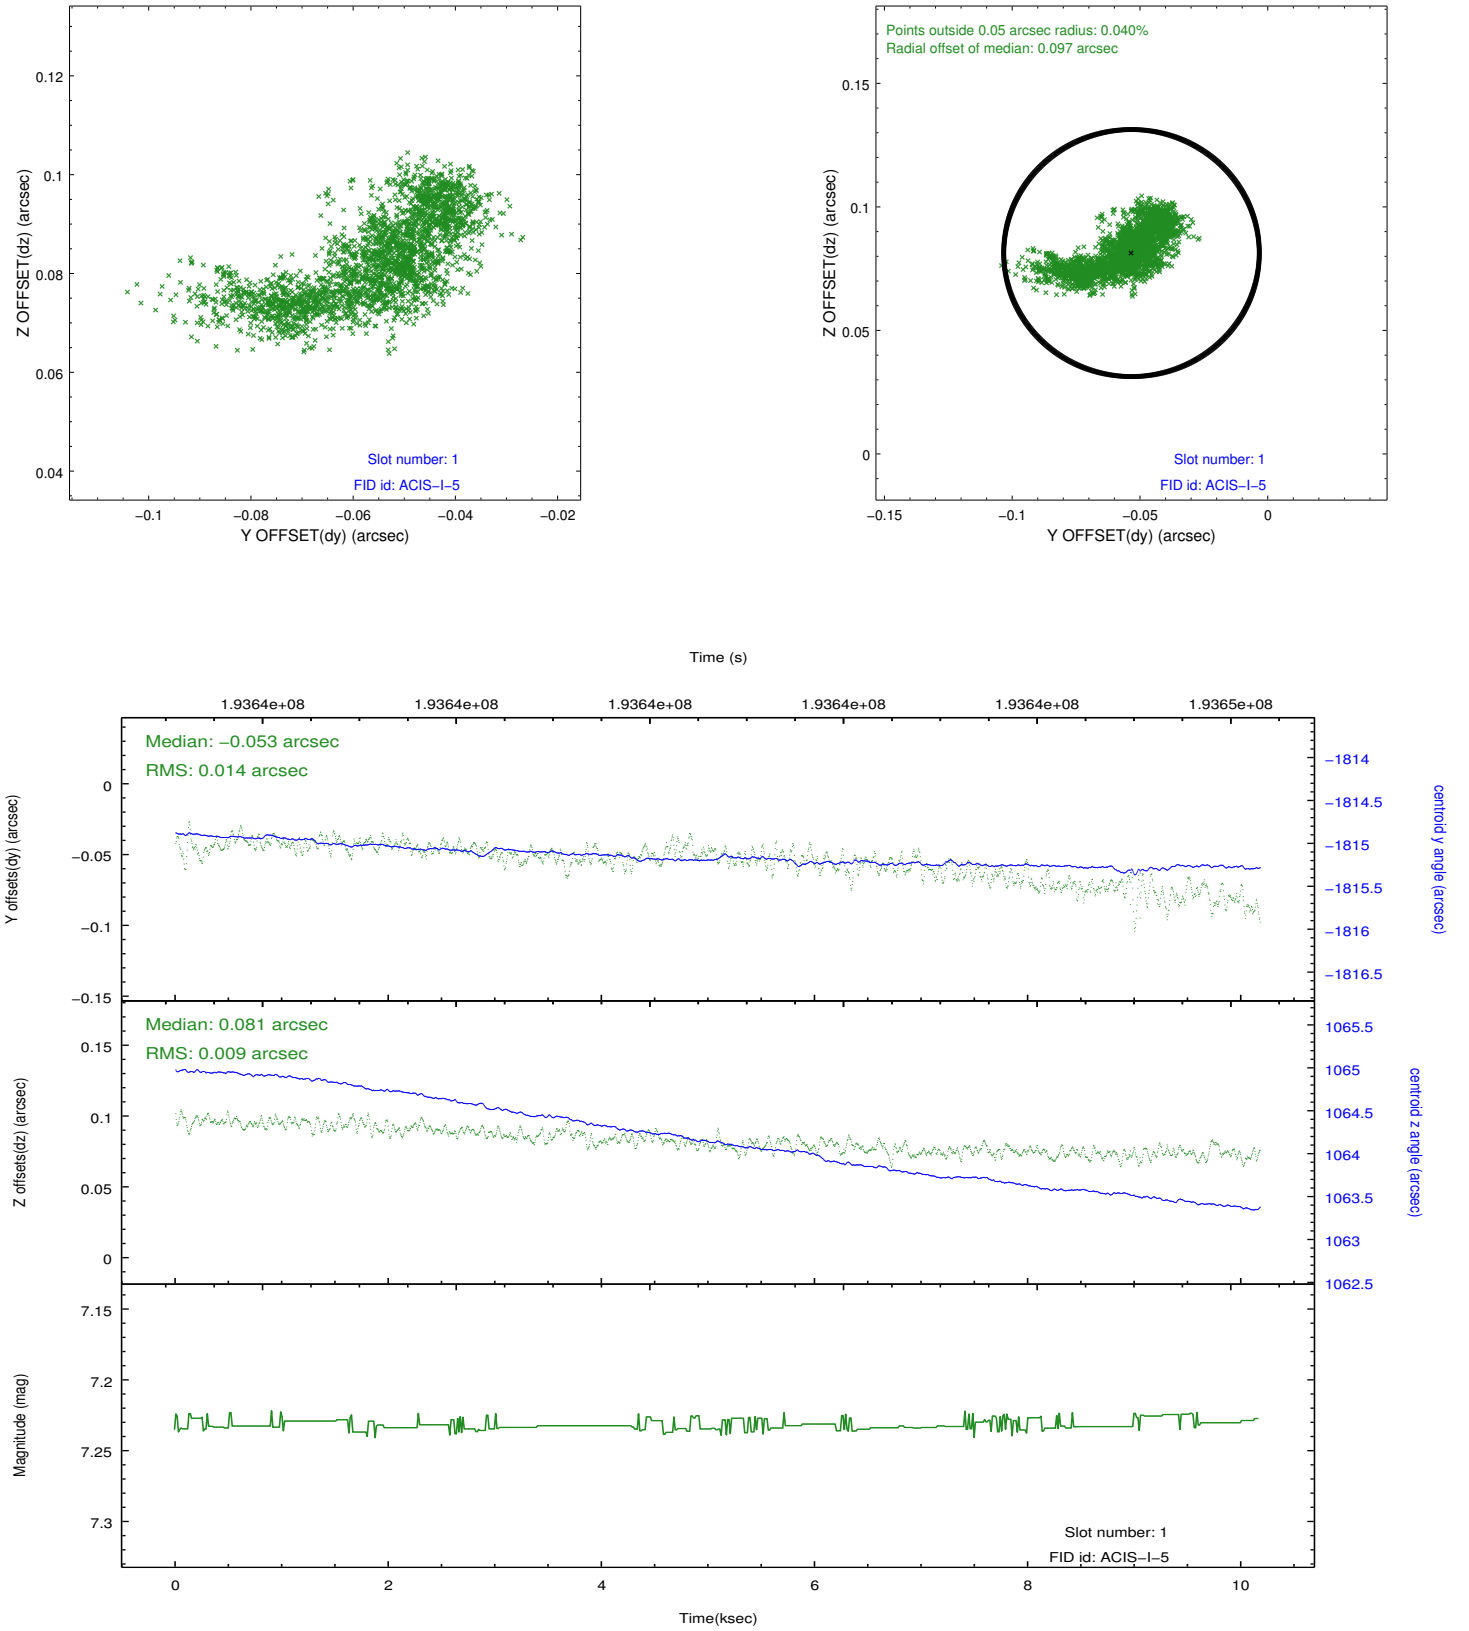 0.12
0.1
0.08
0.06
0.04
Z OFFSET(dz) (arcsec)
Slot number: 1
FID id: ACIS−I−5
−0.1
−0.08
−0.06
−0.04
−0.02
Y OFFSET(dy) (arcsec)
Points outside 0.05 arcsec radius: 0.040%
Radial offset of median: 0.097 arcsec
0.15
0.1
0.05
0
Z OFFSET(dz) (arcsec)
Slot number: 1
FID id: ACIS−I−5
−0.15
−0.1
−0.05
0
Y OFFSET(dy) (arcsec)
Time (s)
1.9364e+08
1.9364e+08
1.9364e+08
1.9364e+08
1.9364e+08
1.9365e+08
Median: −0.053 arcsec
RMS: 0.014 arcsec
0
−0.05
−0.1
−0.15
Y offsets(dy) (arcsec)
−1814
−1814.5
−1815
−1815.5
−1816
−1816.5
centroid y angle (arcsec)
Median: 0.081 arcsec
RMS: 0.009 arcsec
0.15
0.1
0.05
0
Z offsets(dz) (arcsec)
1065.5
1065
1064.5
1064
1063.5
1063
1062.5
centroid z angle (arcsec)
7.15
7.2
7.25
7.3
Magnitude (mag)
Slot number: 1
FID id: ACIS−I−5
0
2
4
6
8
10
Time(ksec)